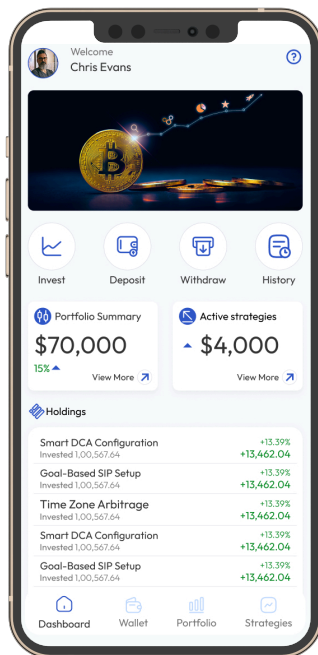 Welcome
Chris Evans
Invest
Deposit
Withdraw
History
Portfolio Summary
$70,000
15%
View More
Active strategies
$4,000
View More
Holdings
Smart DCA Configuration +13.39%
Invested 1,00,567.64 +13,462.04
Goal-Based SIP Setup +13.39%
Invested 1,00,567.64 +13,462.04
Time Zone Arbitrage +13.39%
Invested 1,00,567.64 +13,462.04
Smart DCA Configuration +13.39%
Invested 1,00,567.64 +13,462.04
Goal-Based SIP Setup +13.39%
Invested 1,00,567.64 +13,462.04
Dashboard
Wallet
Portfolio
Strategies